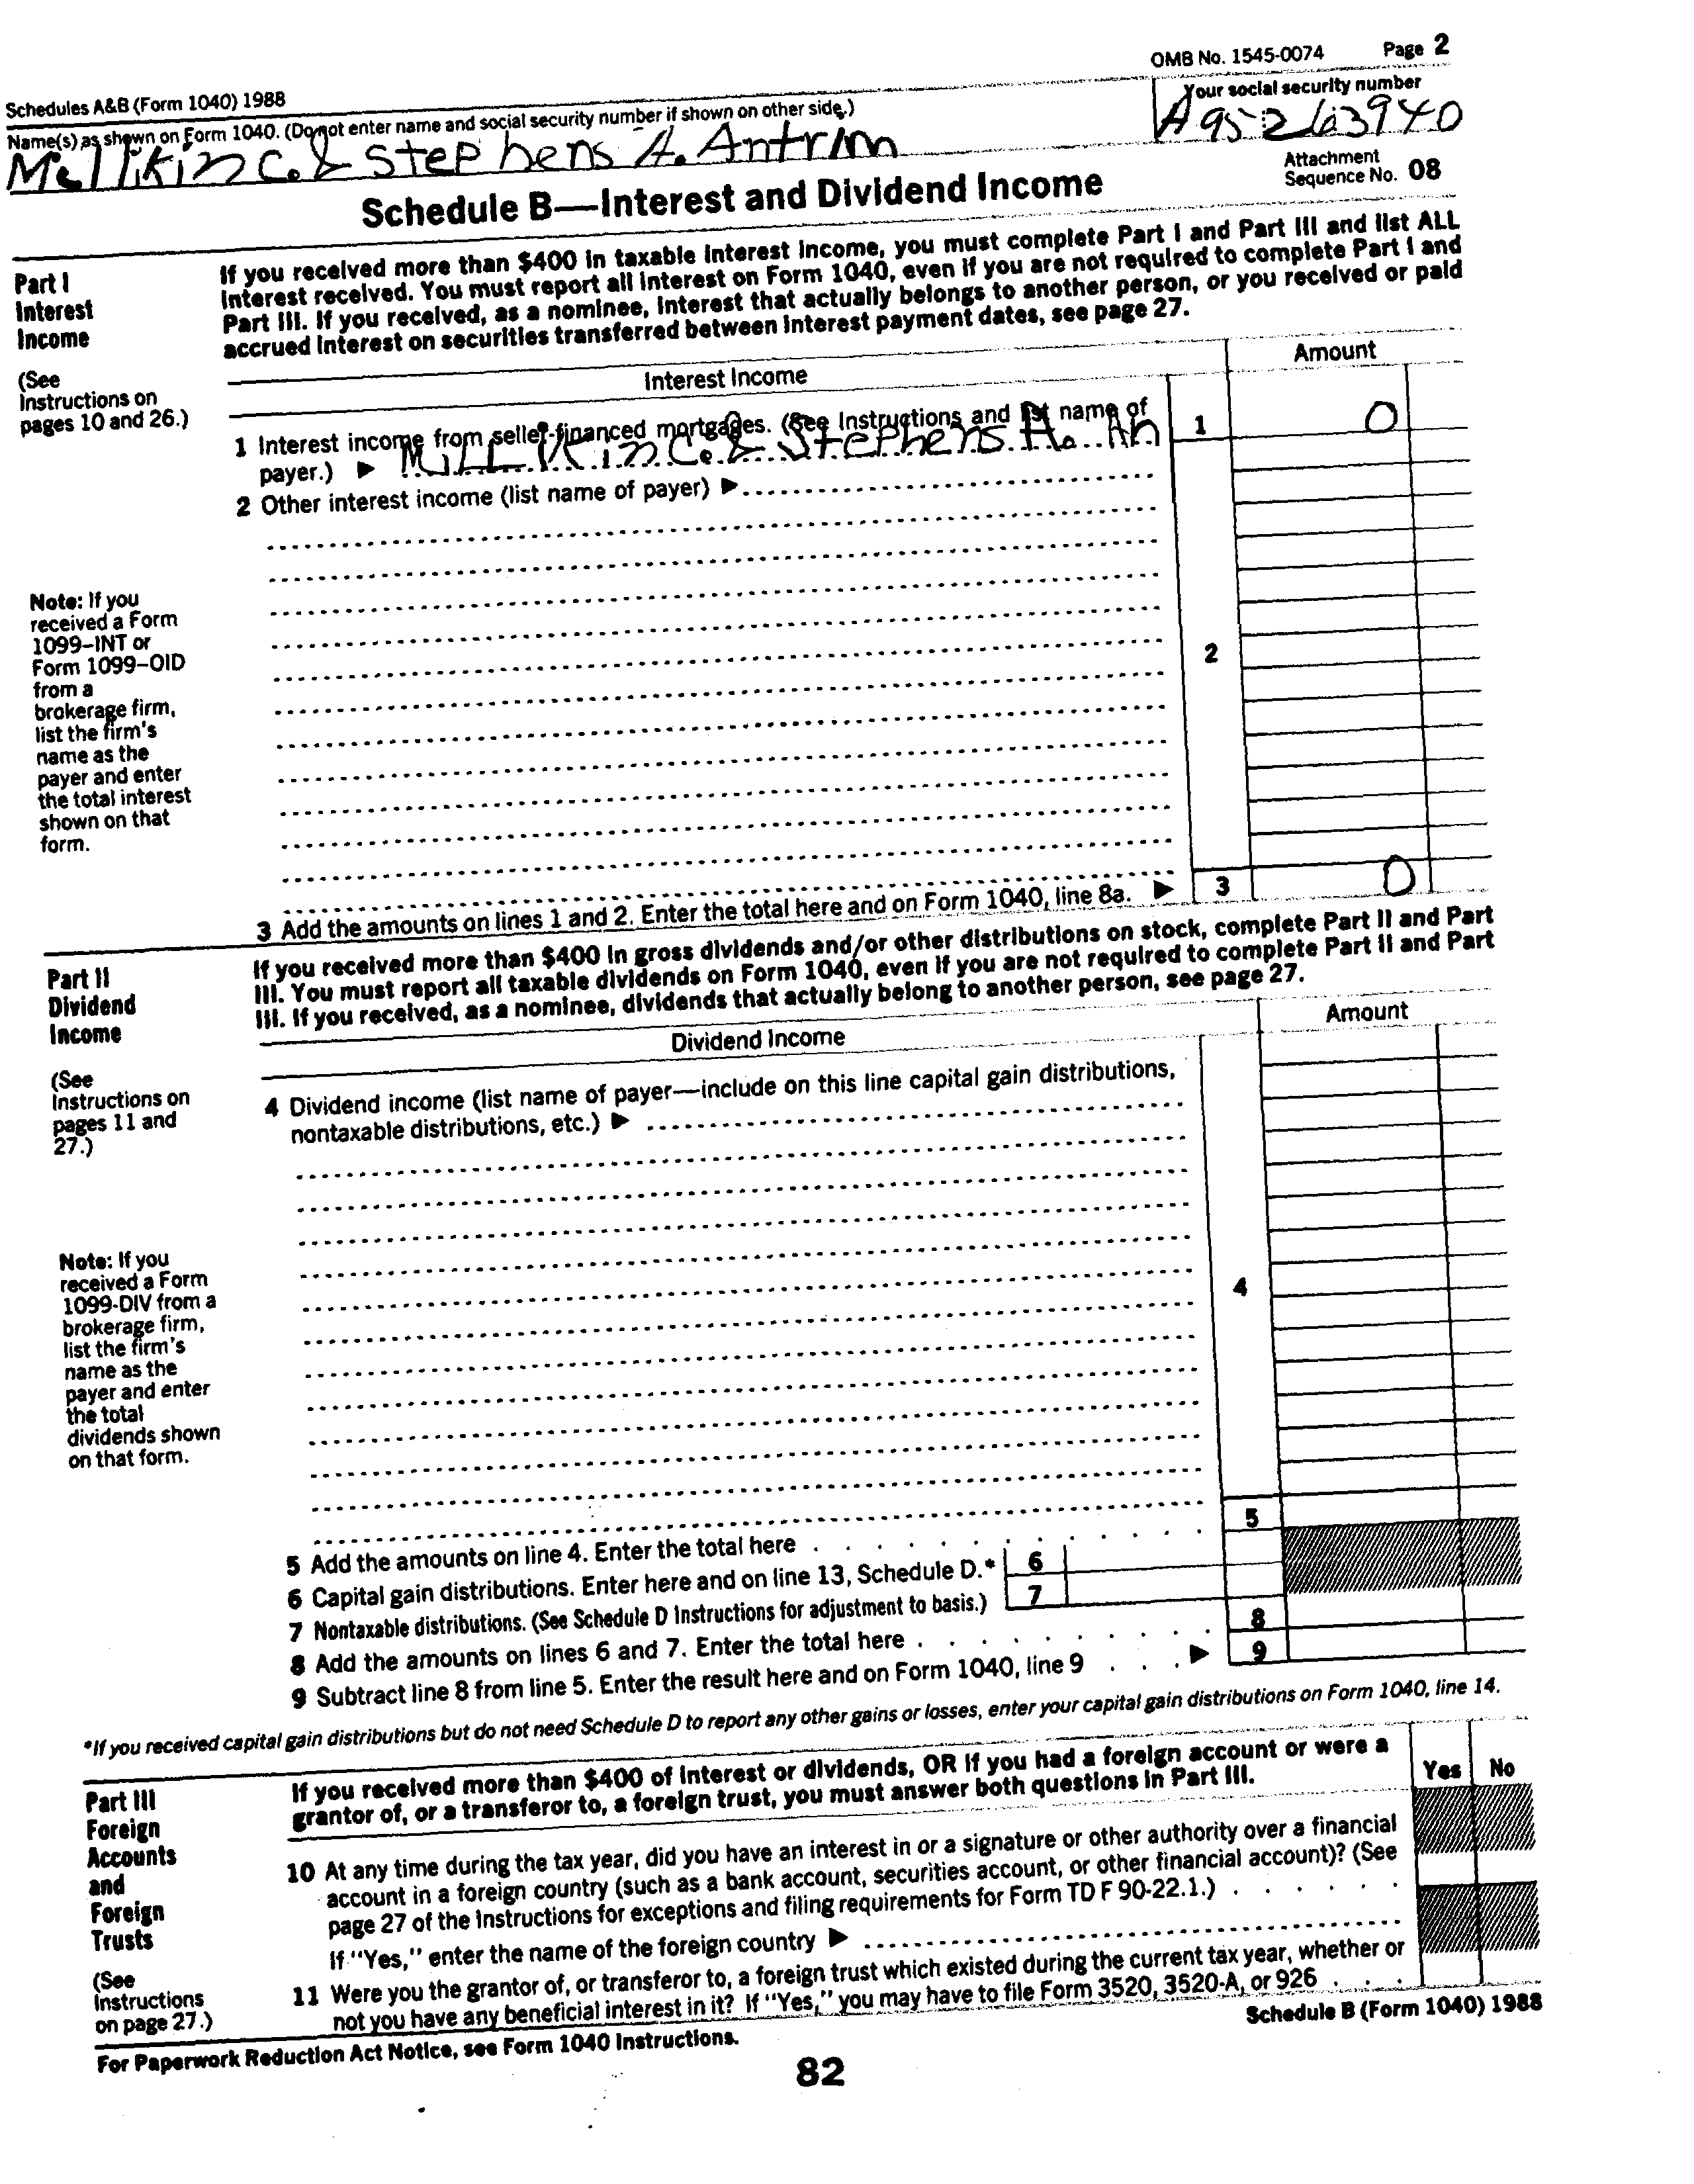 OMB No. 1545-0074 Page 2
Schedules A&B (Form 1040) 1988
Name(s) as shown on Form 1040. (Do not enter name and social security number if shown on other side.)
Your social security number
Millikin C. & Stephens A. Antrim
A 95263940
Attachment
Sequence No. 08
Schedule B—Interest and Dividend Income
Part I
Interest
Income
(See
Instructions on
pages 10 and 26.)
If you received more than $400 in taxable interest income, you must complete Part I and Part III and list ALL
interest received. You must report all interest on Form 1040, even if you are not required to complete Part I and
Part III. If you received, as a nominee, interest that actually belongs to another person, or you received or paid
accrued interest on securities transferred between interest payment dates, see page 27.
Interest Income
Amount
1 Interest income from seller-financed mortgages. (See Instructions and list name of
payer.) ▶ MilLIKin C. & Stephens A. An
1
0
2 Other interest income (list name of payer) ▶
Note: If you
received a Form
1099–INT or
Form 1099–OID
from a
brokerage firm,
list the firm's
name as the
payer and enter
the total interest
shown on that
form.
2
3 Add the amounts on lines 1 and 2. Enter the total here and on Form 1040, line 8a. ▶
3
0
Part II
Dividend
Income
(See
Instructions on
pages 11 and
27.)
If you received more than $400 in gross dividends and/or other distributions on stock, complete Part II and Part
III. You must report all taxable dividends on Form 1040, even if you are not required to complete Part II and Part
III. If you received, as a nominee, dividends that actually belong to another person, see page 27.
Dividend Income
Amount
4 Dividend income (list name of payer—include on this line capital gain distributions,
nontaxable distributions, etc.) ▶
Note: If you
received a Form
1099-DIV from a
brokerage firm,
list the firm's
name as the
payer and enter
the total
dividends shown
on that form.
4
5 Add the amounts on line 4. Enter the total here
5
6 Capital gain distributions. Enter here and on line 13, Schedule D.*
6
7 Nontaxable distributions. (See Schedule D Instructions for adjustment to basis.)
7
8 Add the amounts on lines 6 and 7. Enter the total here
8
9 Subtract line 8 from line 5. Enter the result here and on Form 1040, line 9 ▶
9
*If you received capital gain distributions but do not need Schedule D to report any other gains or losses, enter your capital gain distributions on Form 1040, line 14.
Part III
Foreign
Accounts
and
Foreign
Trusts
(See
Instructions
on page 27.)
If you received more than $400 of interest or dividends, OR if you had a foreign account or were a
grantor of, or a transferor to, a foreign trust, you must answer both questions in Part III.
Yes No
10 At any time during the tax year, did you have an interest in or a signature or other authority over a financial
account in a foreign country (such as a bank account, securities account, or other financial account)? (See
page 27 of the Instructions for exceptions and filing requirements for Form TD F 90-22.1.)
If "Yes," enter the name of the foreign country ▶
11 Were you the grantor of, or transferor to, a foreign trust which existed during the current tax year, whether or
not you have any beneficial interest in it? If "Yes," you may have to file Form 3520, 3520-A, or 926
For Paperwork Reduction Act Notice, see Form 1040 Instructions.
Schedule B (Form 1040) 1988
82